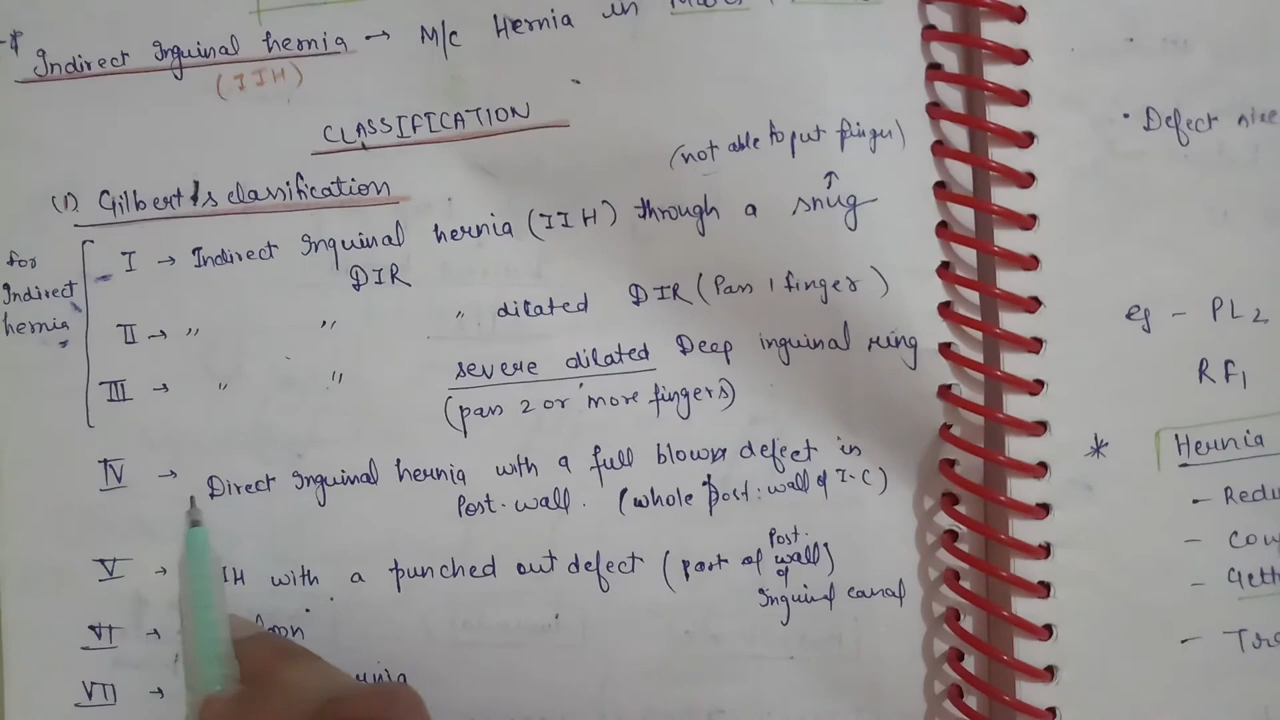 * Indirect Inguinal hernia → M/c Hernia in
(IIH)
CLASSIFICATION
(not able to put finger)
(1). Gilbert's classification
for Indirect hernia
I → Indirect Inguinal hernia (IIH) through a snug
DIR
II → " " " dilated DIR (Pass 1 finger)
III → " " severe dilated Deep inguinal ring
(pass 2 or more fingers)
IV → Direct Inguinal hernia with a full blown defect in
Post. wall. (whole post: wall of I.C)
V → IH with a punched out defect (part of Post. wall of
Inguinal canal
VI →
VII →
• Defect size
eg - PL2
RF1
* Hernia
- Redu
- Cou
- Gett